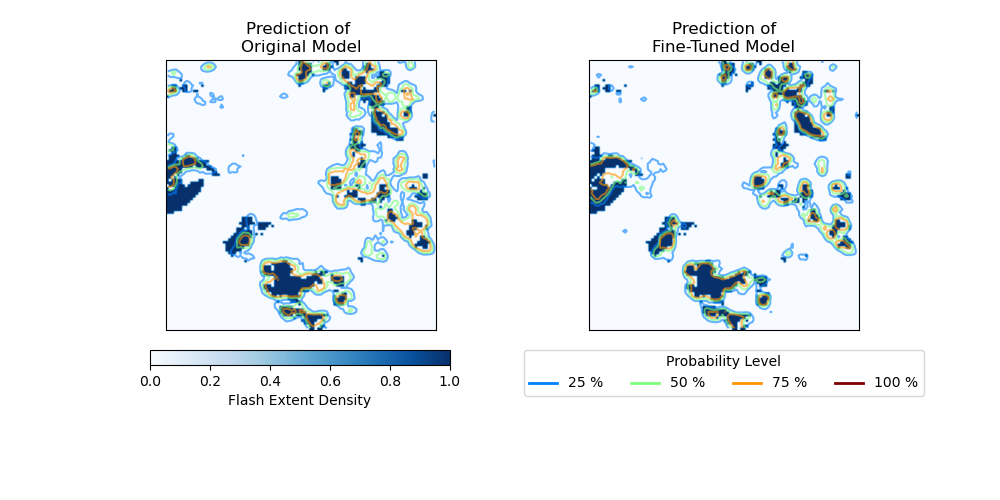 Prediction of
Original Model
Prediction of
Fine-Tuned Model
0.0 0.2 0.4 0.6 0.8 1.0
Flash Extent Density
Probability Level
25 % 50 % 75 % 100 %